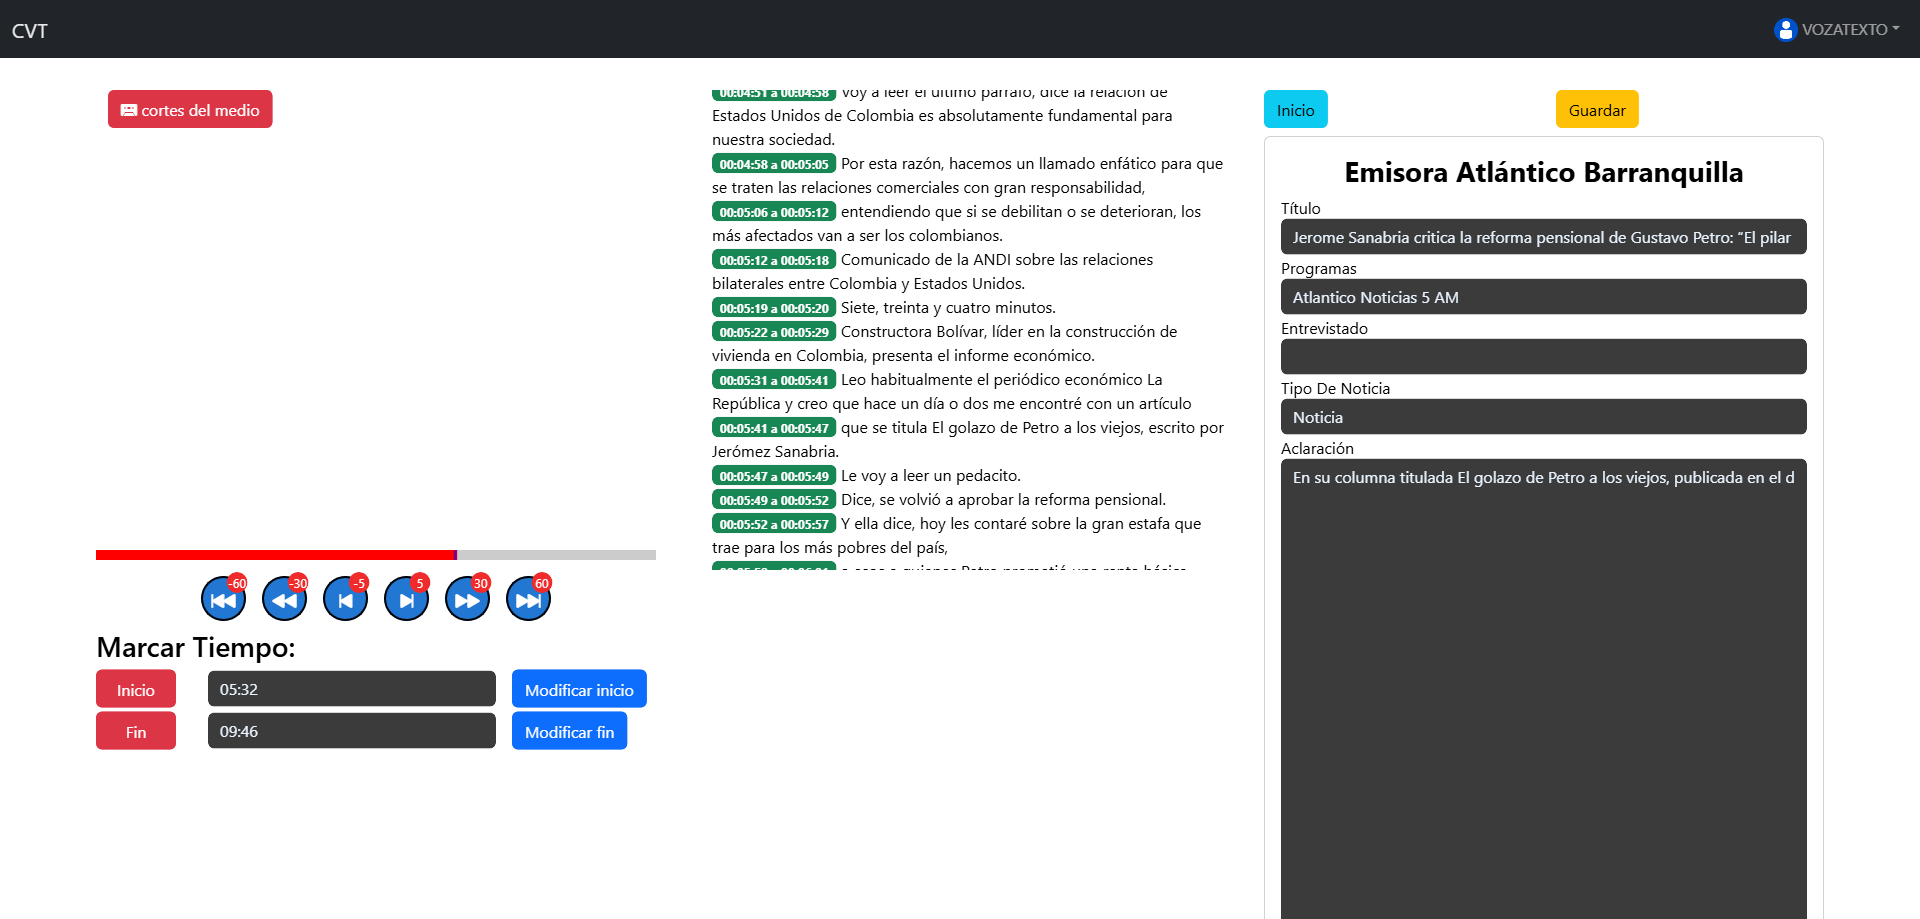 CVT
VOZATEXTO
cortes del medio
-60
-30
-5
5
30
60
Marcar Tiempo:
Inicio
05:32
Modificar inicio
Fin
09:46
Modificar fin
00:04:51 a 00:04:58 Voy a leer el último párrafo, dice la relación de
Estados Unidos de Colombia es absolutamente fundamental para
nuestra sociedad.
00:04:58 a 00:05:05 Por esta razón, hacemos un llamado enfático para que
se traten las relaciones comerciales con gran responsabilidad,
00:05:06 a 00:05:12 entendiendo que si se debilitan o se deterioran, los
más afectados van a ser los colombianos.
00:05:12 a 00:05:18 Comunicado de la ANDI sobre las relaciones
bilaterales entre Colombia y Estados Unidos.
00:05:19 a 00:05:20 Siete, treinta y cuatro minutos.
00:05:22 a 00:05:29 Constructora Bolívar, líder en la construcción de
vivienda en Colombia, presenta el informe económico.
00:05:31 a 00:05:41 Leo habitualmente el periódico económico La
República y creo que hace un día o dos me encontré con un artículo
00:05:41 a 00:05:47 que se titula El golazo de Petro a los viejos, escrito por
Jerómez Sanabria.
00:05:47 a 00:05:49 Le voy a leer un pedacito.
00:05:49 a 00:05:52 Dice, se volvió a aprobar la reforma pensional.
00:05:52 a 00:05:57 Y ella dice, hoy les contaré sobre la gran estafa que
trae para los más pobres del país,
Inicio
Guardar
Emisora Atlántico Barranquilla
Título
Jerome Sanabria critica la reforma pensional de Gustavo Petro: “El pilar
Programas
Atlantico Noticias 5 AM
Entrevistado
Tipo De Noticia
Noticia
Aclaración
En su columna titulada El golazo de Petro a los viejos, publicada en el d